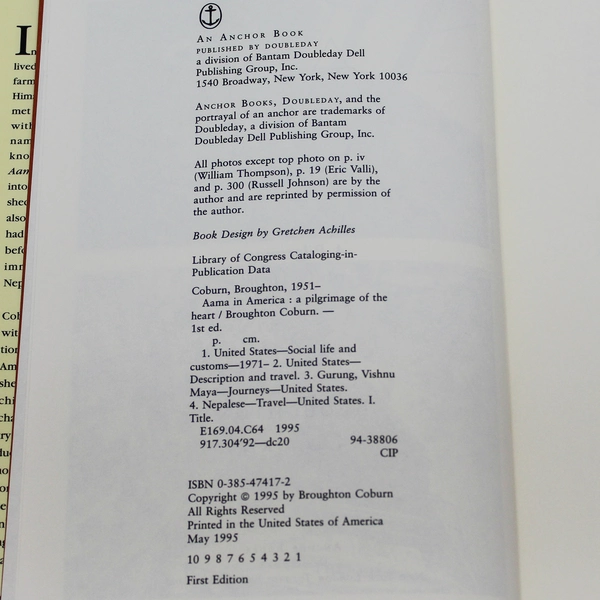 AN ANCHOR BOOK
PUBLISHED BY DOUBLEDAY
a division of Bantam Doubleday Dell
Publishing Group, Inc.
1540 Broadway, New York, New York 10036
ANCHOR BOOKS, DOUBLEDAY, and the
portrayal of an anchor are trademarks of
Doubleday, a division of Bantam
Doubleday Dell Publishing Group, Inc.
All photos except top photo on p. iv
(William Thompson), p. 19 (Eric Valli),
and p. 300 (Russell Johnson) are by the
author and are reprinted by permission of
the author.
Book Design by Gretchen Achilles
Library of Congress Cataloging-in-
Publication Data
Coburn, Broughton, 1951–
Aama in America : a pilgrimage of the
heart / Broughton Coburn. —
1st ed.
p. cm.
1. United States—Social life and
customs—1971– 2. United States—
Description and travel. 3. Gurung, Vishnu
Maya—Journeys—United States.
4. Nepalese—Travel—United States. I.
Title.
E169.04.C64 1995
917.304'92—dc20 94-38806
CIP
ISBN 0-385-47417-2
Copyright © 1995 by Broughton Coburn
All Rights Reserved
Printed in the United States of America
May 1995
10 9 8 7 6 5 4 3 2 1
First Edition